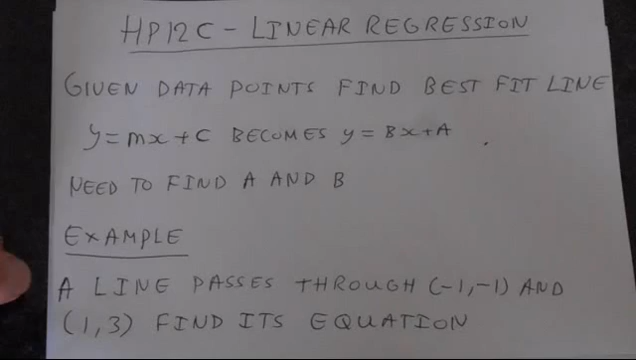 HP12C - LINEAR REGRESSION
GIVEN DATA POINTS FIND BEST FIT LINE
y=mx+C BECOMES y=Bx+A
NEED TO FIND A AND B
EXAMPLE
A LINE PASSES THROUGH (-1,-1) AND
(1,3) FIND ITS EQUATION